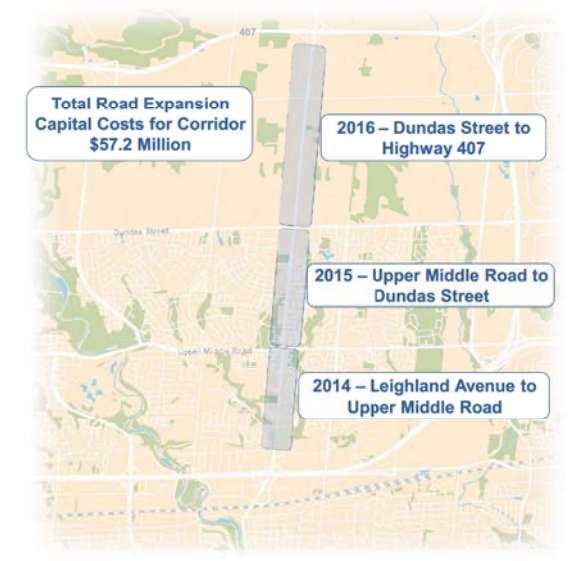 407
Total Road Expansion
Capital Costs for Corridor
$57.2 Million
2016 – Dundas Street to
Highway 407
Dundas Street
2015 – Upper Middle Road to
Dundas Street
Upper Middle Road
2014 – Leighland Avenue to
Upper Middle Road